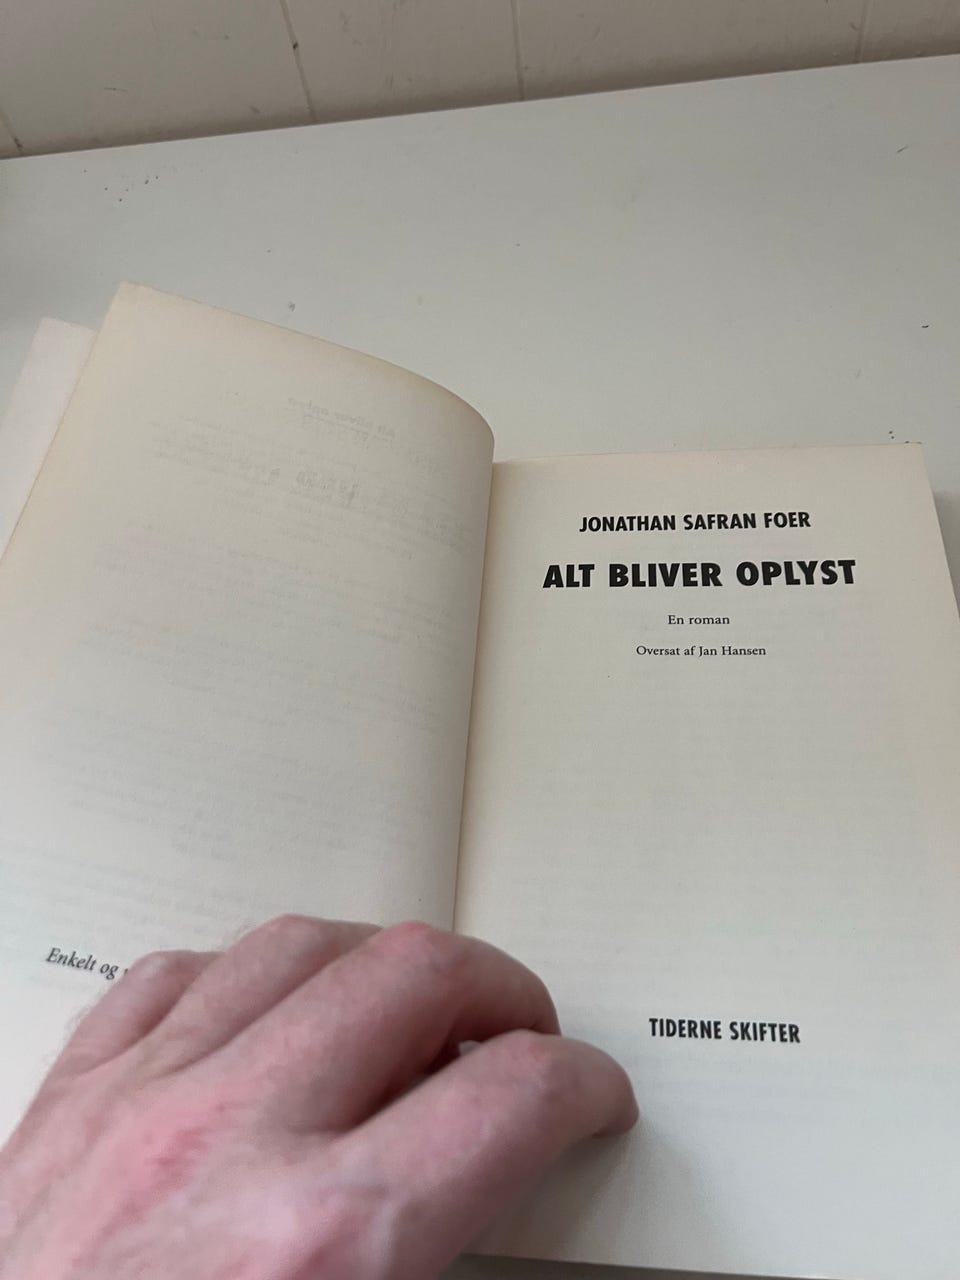 Enkelt og
JONATHAN SAFRAN FOER
ALT BLIVER OPLYST
En roman
Oversat af Jan Hansen
TIDERNE SKIFTER